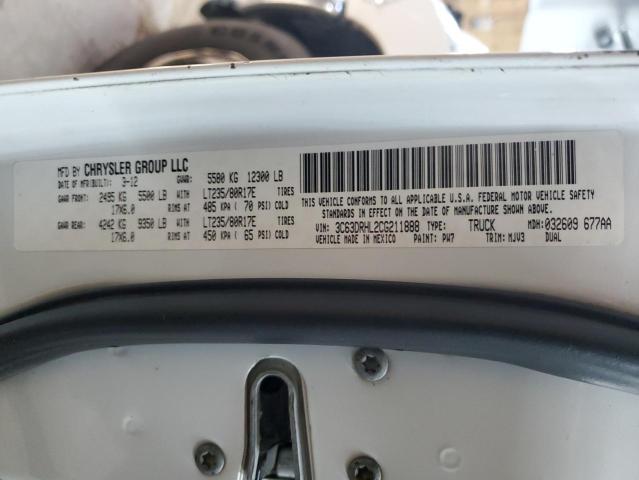 MFD BY CHRYSLER GROUP LLC
DATE OF MFR(BUILT): 3-12
GVWR: 5580 KG 12300 LB
GAWR FRONT: 2495 KG 5500 LB
17X6.0
LT235/80R17E TIRES
RIMS AT 485 KPA ( 70 PSI) COLD
GAWR REAR: 4242 KG 9350 LB
17X6.0
LT235/80R17E TIRES
RIMS AT 450 KPA ( 65 PSI) COLD
THIS VEHICLE CONFORMS TO ALL APPLICABLE U.S.A. FEDERAL MOTOR VEHICLE SAFETY
STANDARDS IN EFFECT ON THE DATE OF MANUFACTURE SHOWN ABOVE.
VIN: 3C63DRHL2CG211888 TYPE: TRUCK MDH: 032609 677AA
VEHICLE MADE IN MEXICO PAINT: PW7 TRIM: MJV3 DUAL